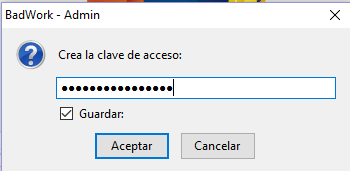 BadWork - Admin
Crea la clave de acceso:
●●●●●●●●●●●●●●●●
Guardar:
Aceptar Cancelar